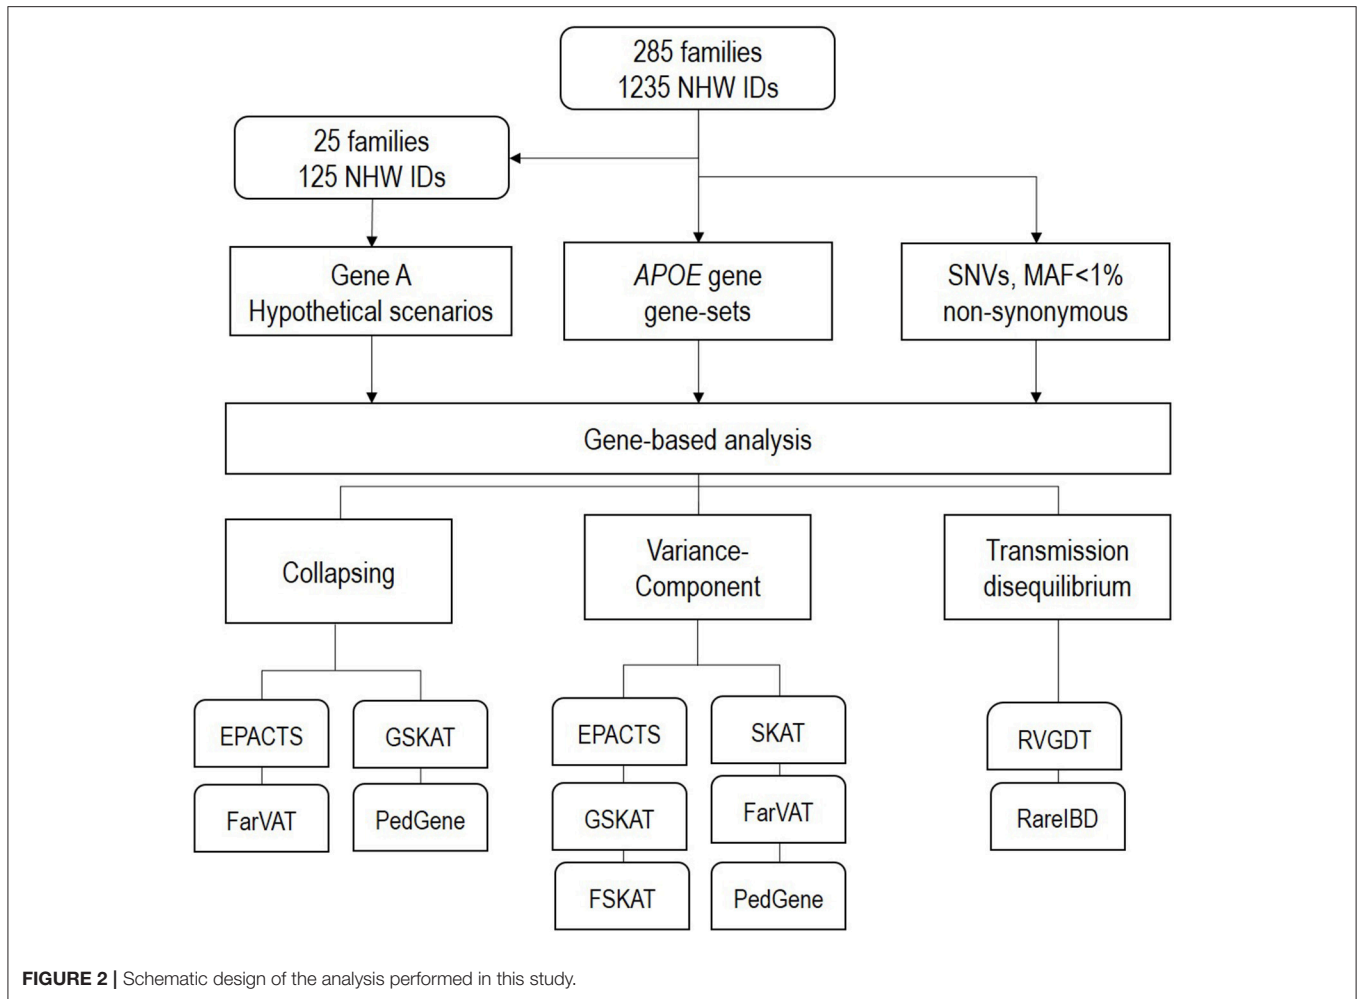 285 families
1235 NHW IDs
25 families
125 NHW IDs
Gene A
Hypothetical scenarios
APOE gene
gene-sets
SNVs, MAF<1%
non-synonymous
Gene-based analysis
Collapsing
Variance-
Component
Transmission
disequilibrium
EPACTS
GSKAT
FarVAT
PedGene
EPACTS
SKAT
GSKAT
FarVAT
FSKAT
PedGene
RVGDT
RareIBD
FIGURE 2 | Schematic design of the analysis performed in this study.